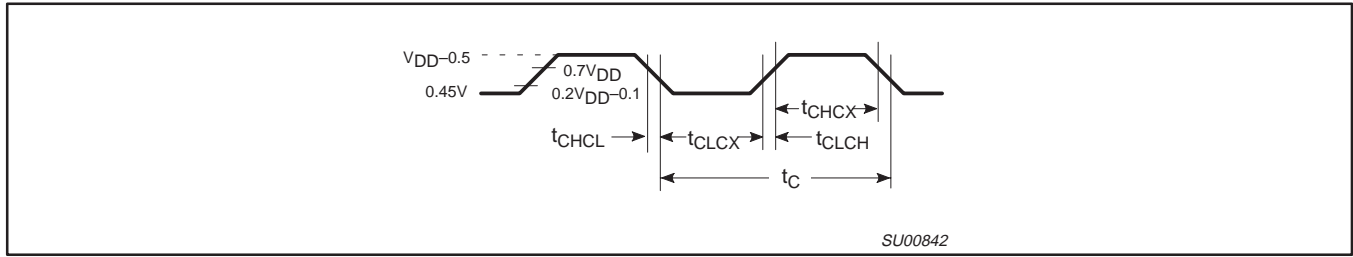 VDD–0.5
0.7VDD
0.45V
0.2VDD–0.1
tCHCX
tCHCL
tCLCX
tCLCH
tC
SU00842